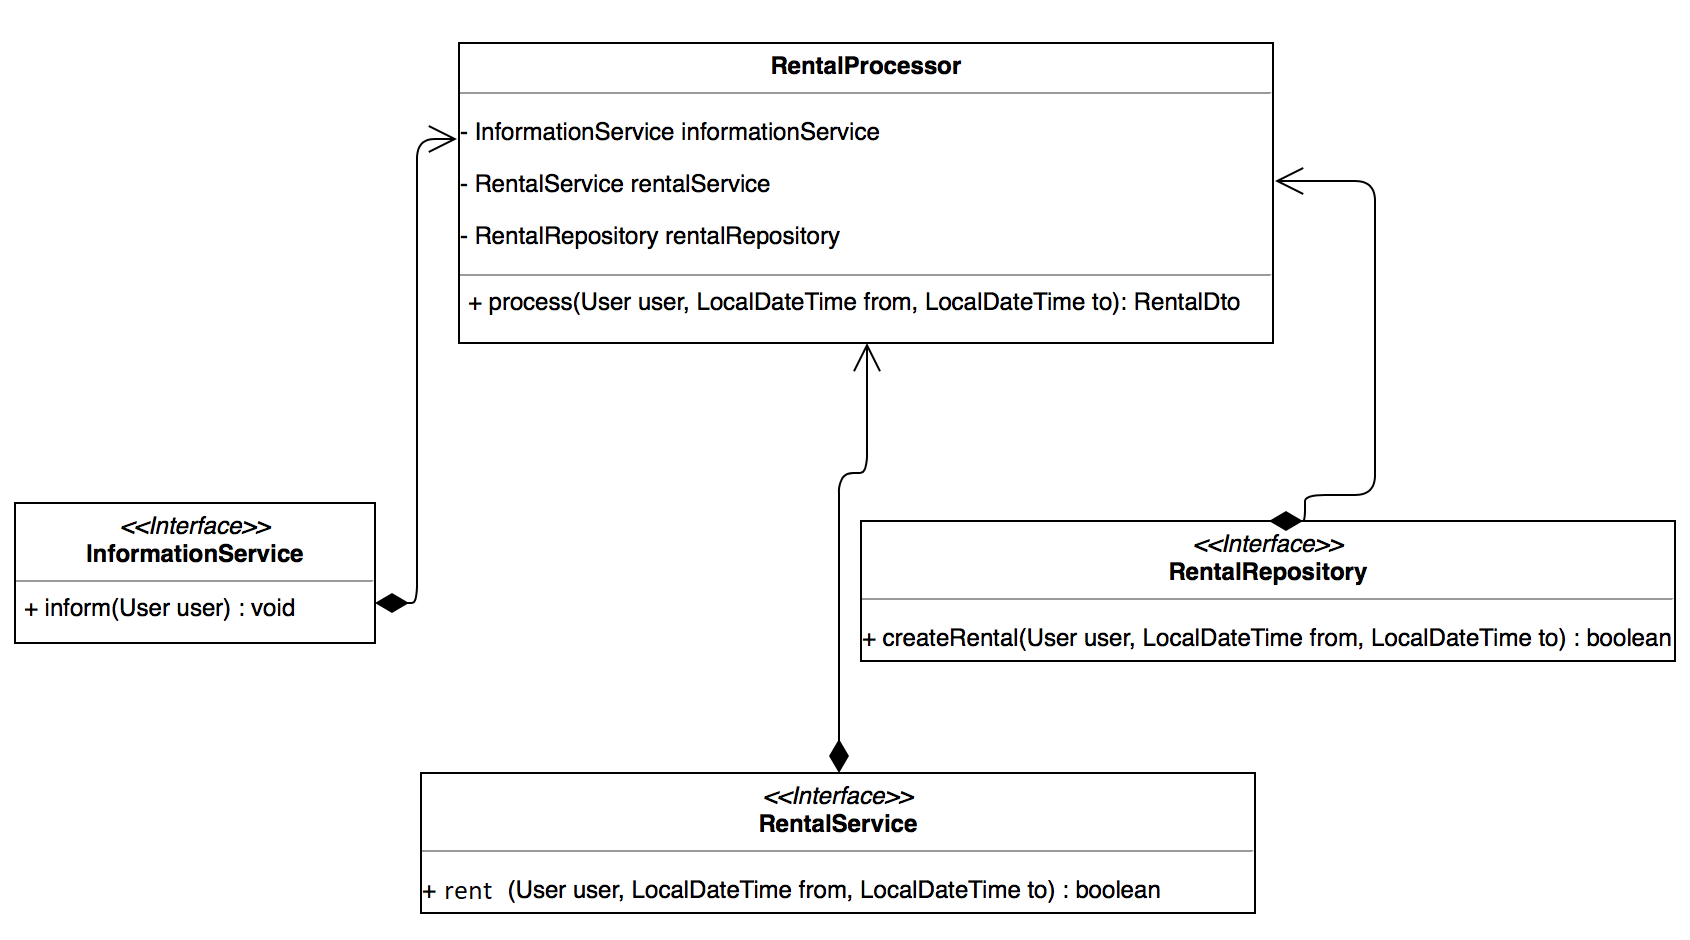 RentalProcessor
- InformationService informationService
- RentalService rentalService
- RentalRepository rentalRepository
+ process(User user, LocalDateTime from, LocalDateTime to): RentalDto
<<Interface>>
InformationService
+ inform(User user) : void
<<Interface>>
RentalRepository
+ createRental(User user, LocalDateTime from, LocalDateTime to) : boolean
<<Interface>>
RentalService
+ rent (User user, LocalDateTime from, LocalDateTime to) : boolean